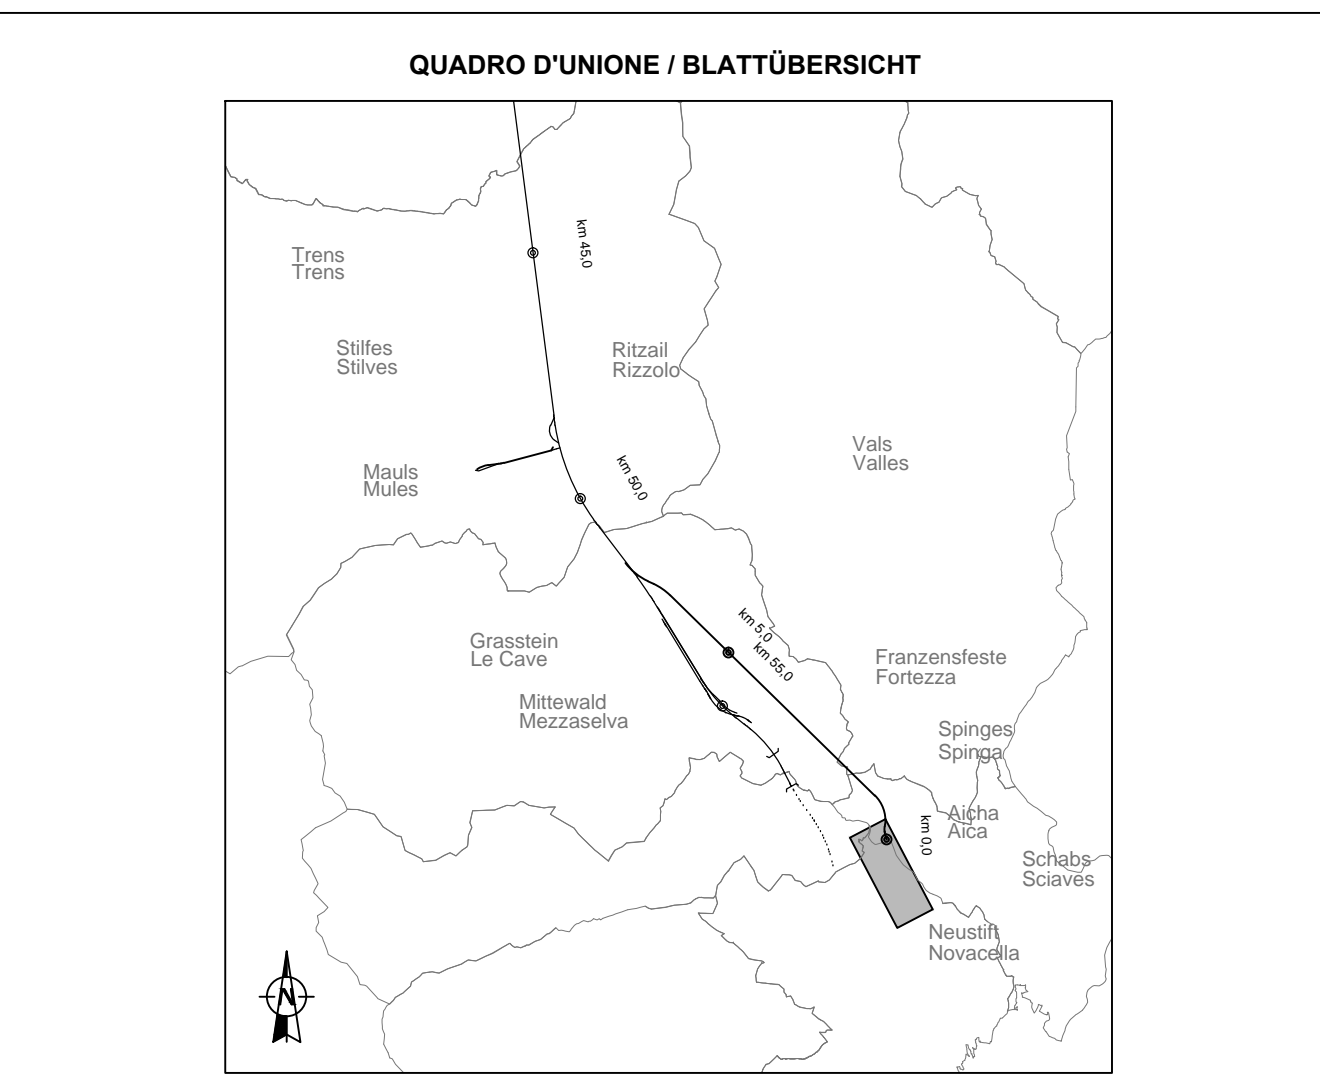 QUADRO D'UNIONE / BLATTÜBERSICHT
km 45,0
Trens
Trens
Stilfes
Stilves
Ritzail
Rizzolo
Vals
Valles
Mauls
Mules
km 50,0
km 5,0
km 55,0
Grasstein
Le Cave
Franzensfeste
Fortezza
Mittewald
Mezzaselva
Spinges
Spinga
Aicha
Aica
km 0,0
Schabs
Sciaves
Neustift
Novacella
N